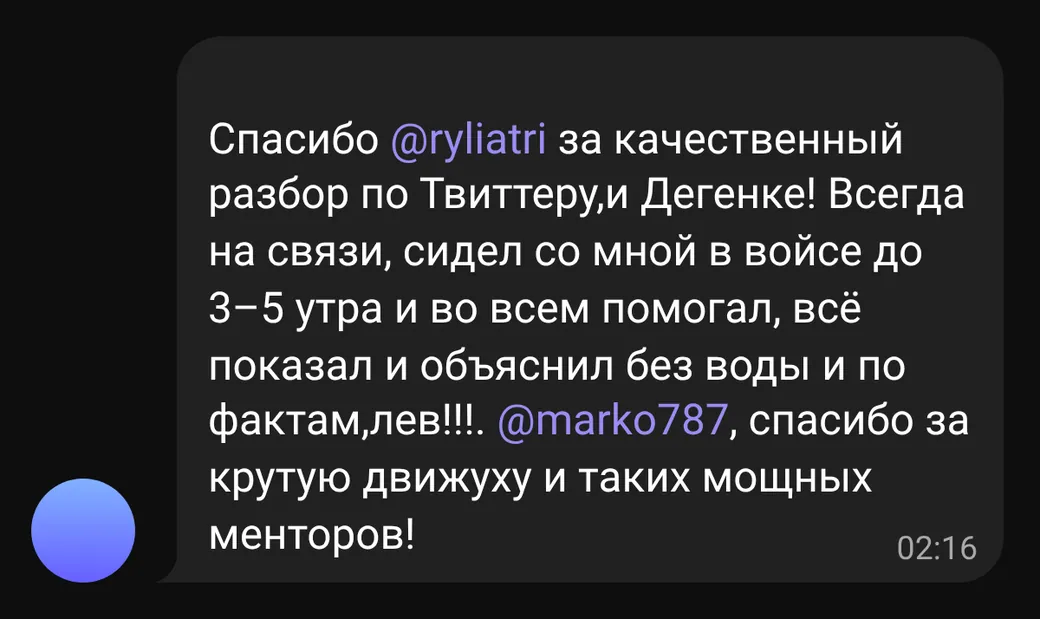 Спасибо @ryliatri за качественный
разбор по Твиттеру,и Дегенке! Всегда
на связи, сидел со мной в войсе до
3–5 утра и во всем помогал, всё
показал и объяснил без воды и по
фактам,лев!!!. @marko787, спасибо за
крутую движуху и таких мощных
менторов!
02:16